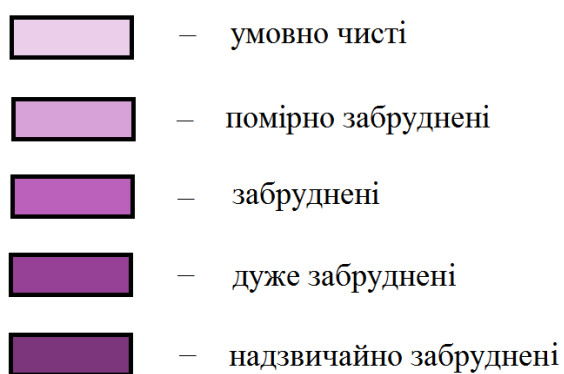 – умовно чисті
– помірно забруднені
– забруднені
– дуже забруднені
– надзвичайно забруднені